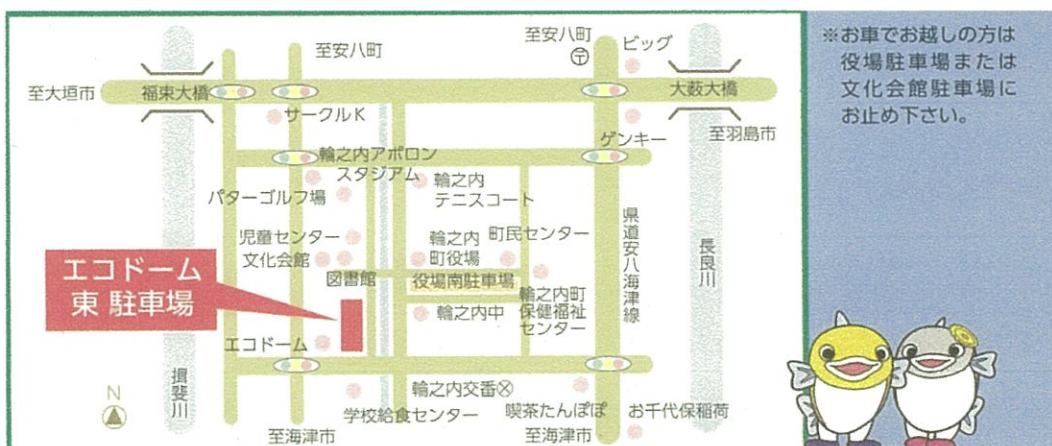 至安八町
至安八町
〒
ビッグ
至大垣市
福束大橋
大薮大橋
サークルK
ゲンキー
至羽島市
輪之内アポロン
スタジアム
パターゴルフ場
輪之内
テニスコート
児童センター
文化会館
図書館
輪之内
町役場
町民センター
役場南駐車場
県道安八海津線
長良川
エコドーム
東 駐車場
輪之内中
輪之内町
保健福祉
センター
エコドーム
N
揖斐川
輪之内交番
学校給食センター
喫茶たんぽぽ
お千代保稲荷
至海津市
至海津市
※お車でお越しの方は
役場駐車場または
文化会館駐車場に
お止め下さい。